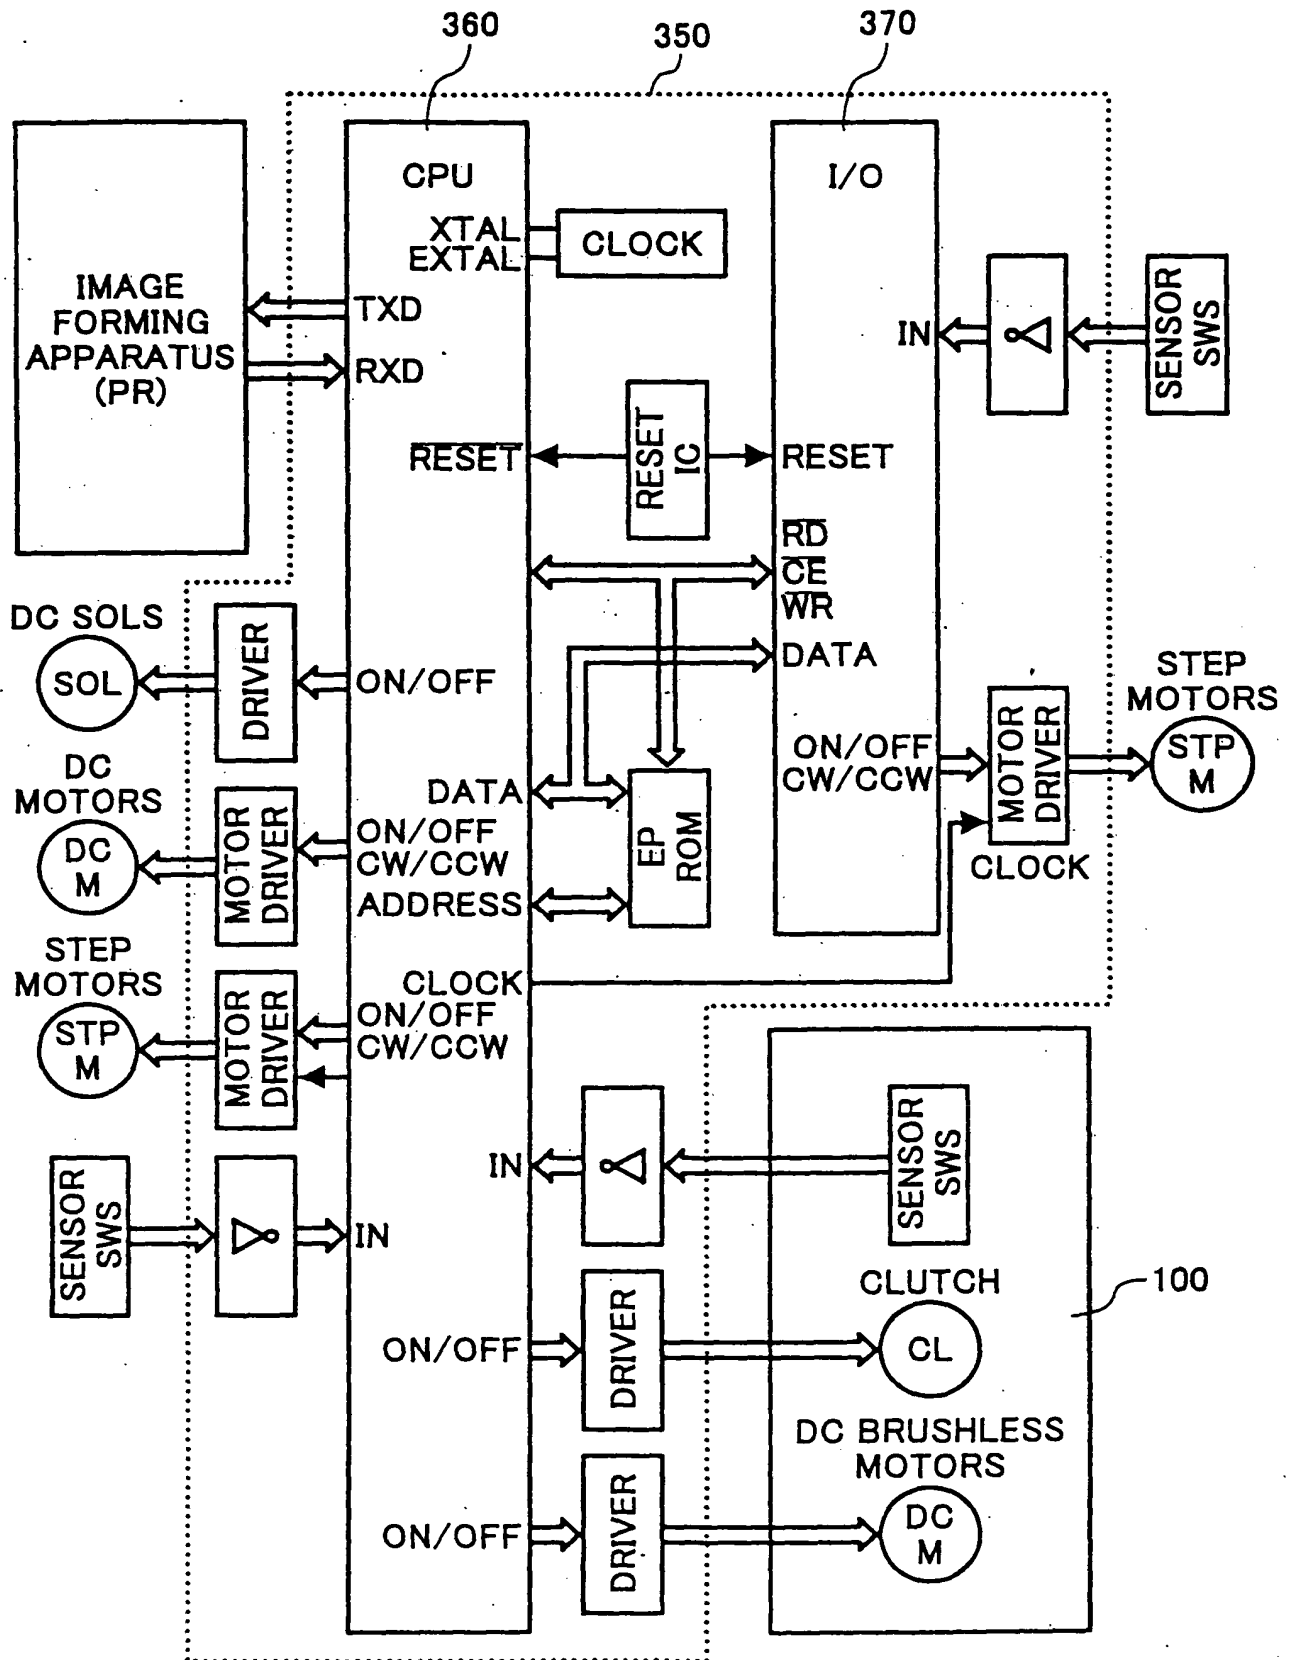 360
350
370
CPU
I/O
XTAL
EXTAL
CLOCK
IMAGE
FORMING
APPARATUS
(PR)
TXD
RXD
IN
SENSOR
SWS
RESET
RESET
IC
RESET
RD
CE
WR
DATA
DC SOLS
SOL
DRIVER
ON/OFF
STEP
MOTORS
STP
M
MOTOR
DRIVER
ON/OFF
CW/CCW
CLOCK
DC
MOTORS
DC
M
MOTOR
DRIVER
DATA
ON/OFF
CW/CCW
ADDRESS
EP
ROM
STEP
MOTORS
STP
M
MOTOR
DRIVER
CLOCK
ON/OFF
CW/CCW
IN
SENSOR
SWS
SENSOR
SWS
IN
CLUTCH
CL
100
ON/OFF
DRIVER
DC BRUSHLESS
MOTORS
DC
M
ON/OFF
DRIVER